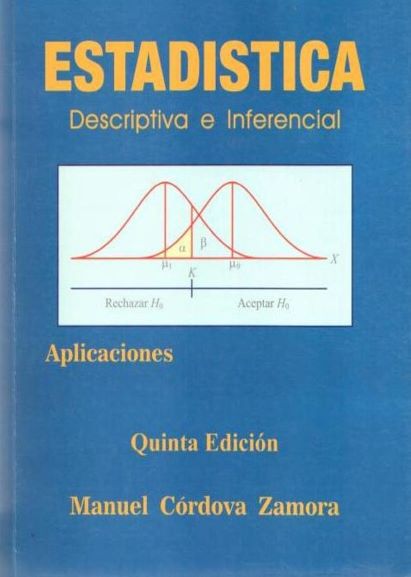 ESTADISTICA
Descriptiva e Inferencial
α
β
μ₁
K
μ₀
X
Rechazar H₀
Aceptar H₀
Aplicaciones
Quinta Edición
Manuel Córdova Zamora